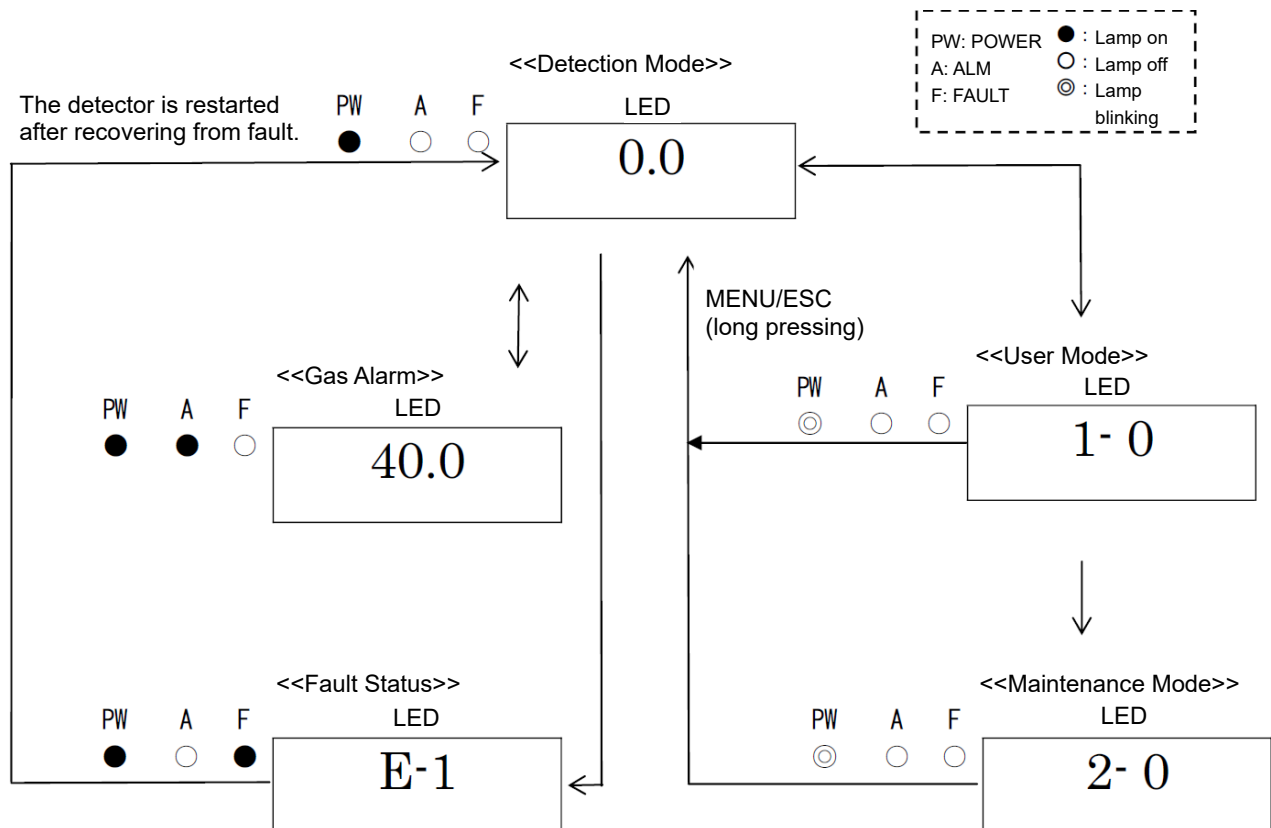 PW: POWER ● : Lamp on
A: ALM ○ : Lamp off
F: FAULT ◎ : Lamp
blinking
<<Detection Mode>>
The detector is restarted
after recovering from fault.
PW A F
LED
0.0
MENU/ESC
(long pressing)
<<Gas Alarm>>
PW A F
LED
40.0
<<User Mode>>
PW A F
LED
1- 0
<<Fault Status>>
PW A F
LED
E-1
<<Maintenance Mode>>
PW A F
LED
2- 0